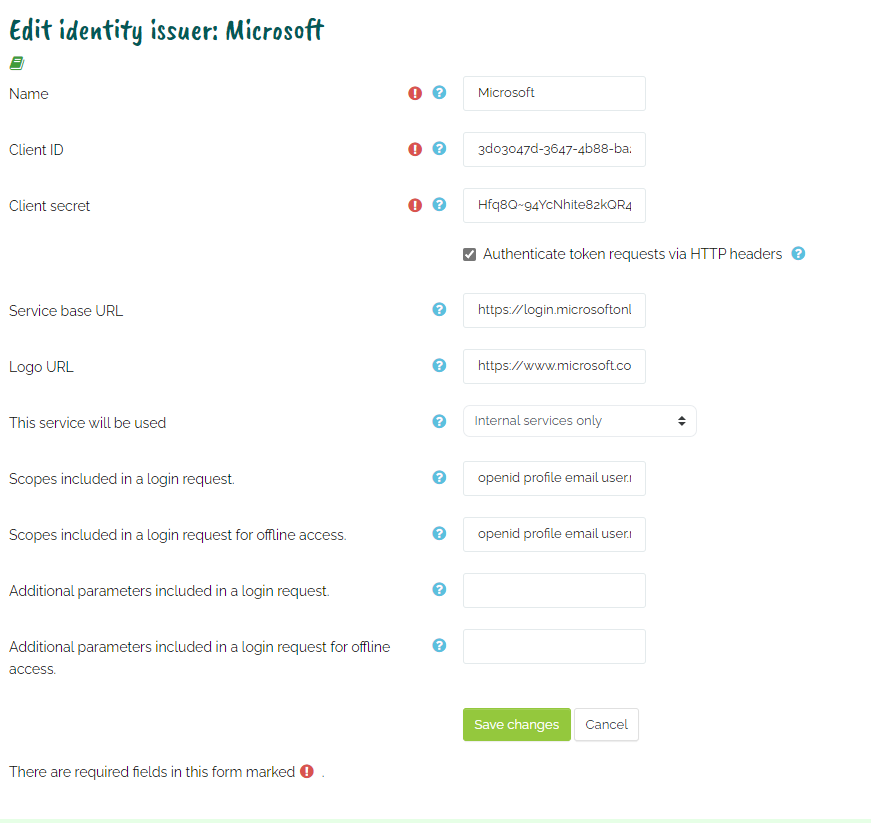 Edit identity issuer: Microsoft
Name
Microsoft
Client ID
3d03047d-3647-4b88-ba
Client secret
Hfq8Q~94YcNhite82kQR4
Authenticate token requests via HTTP headers
Service base URL
https://login.microsoftonl
Logo URL
https://www.microsoft.co
This service will be used
Internal services only
Scopes included in a login request.
openid profile email user.
Scopes included in a login request for offline access.
openid profile email user.
Additional parameters included in a login request.
Additional parameters included in a login request for offline
access.
Save changes
Cancel
There are required fields in this form marked .